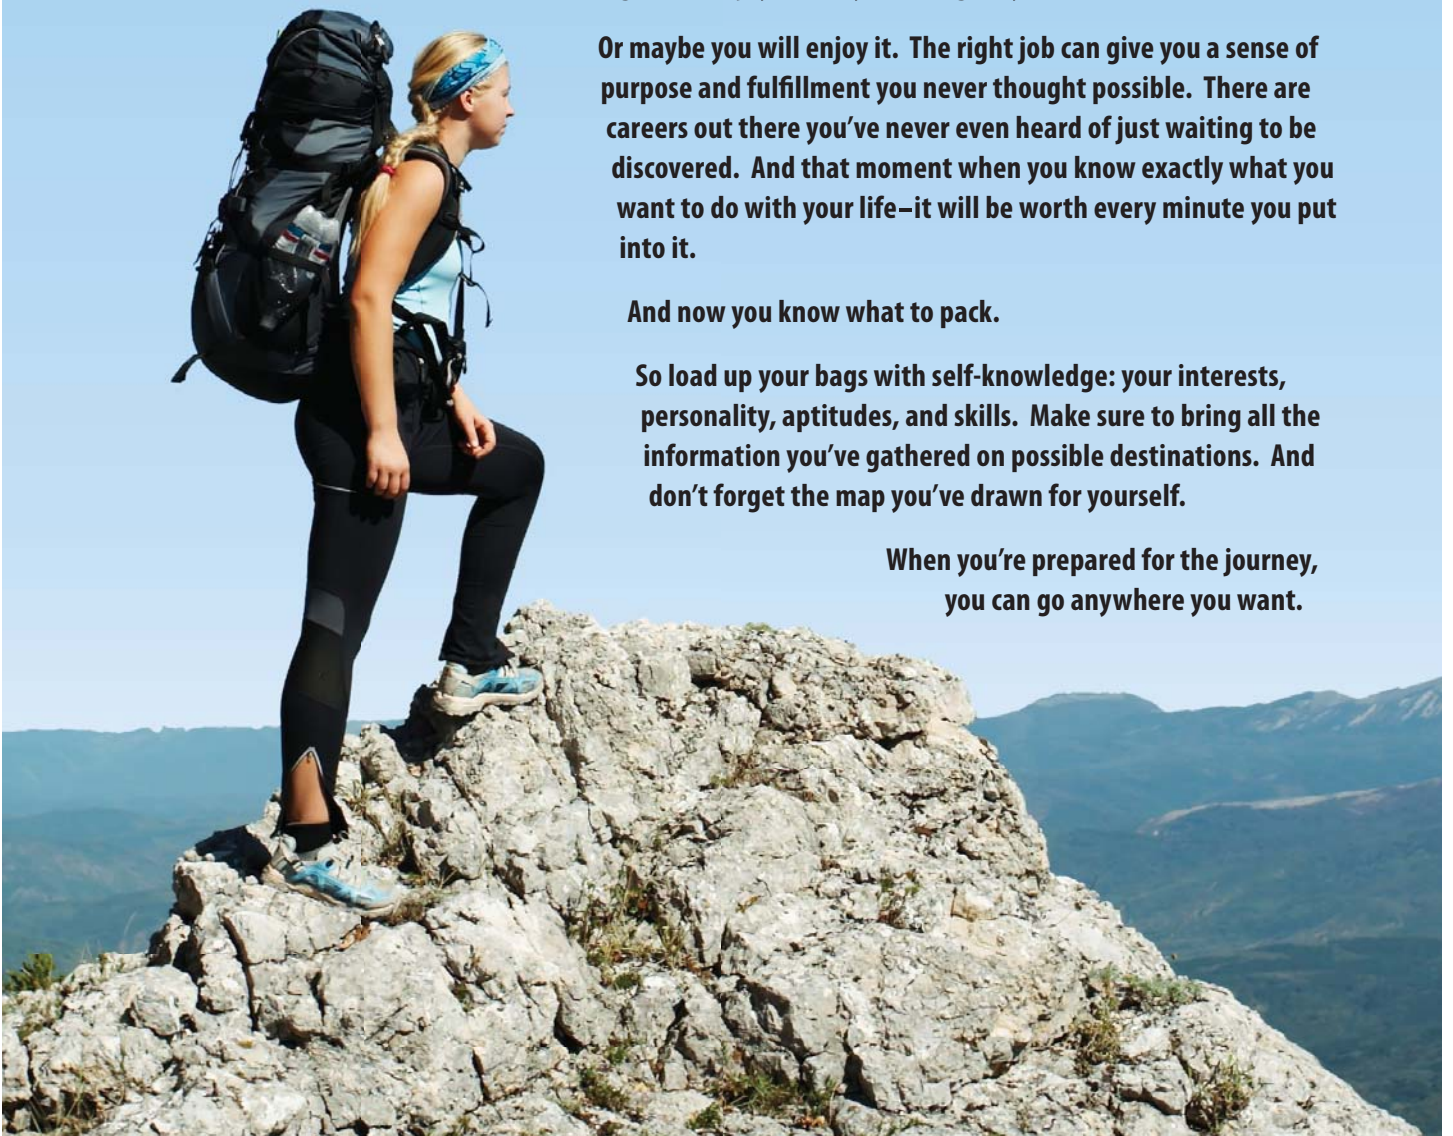 Or maybe you will enjoy it.  The right job can give you a sense of
purpose and fulfillment you never thought possible.  There are
careers out there you’ve never even heard of just waiting to be
discovered.  And that moment when you know exactly what you
want to do with your life–it will be worth every minute you put
into it.
And now you know what to pack.
So load up your bags with self-knowledge: your interests,
personality, aptitudes, and skills.  Make sure to bring all the
information you’ve gathered on possible destinations.  And
don’t forget the map you’ve drawn for yourself.
When you’re prepared for the journey,
you can go anywhere you want.